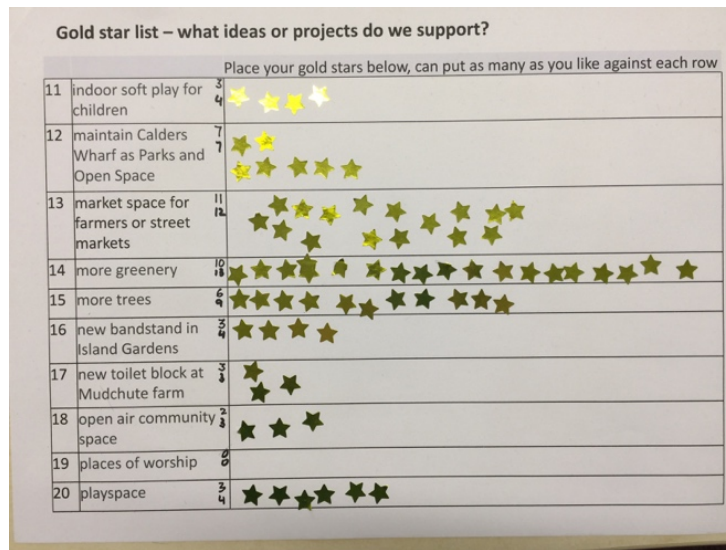 Gold star list – what ideas or projects do we support?
Place your gold stars below, can put as many as you like against each row
11 indoor soft play for 3
children 4
12 maintain Calders 7
Wharf as Parks and 7
Open Space
13 market space for 11
farmers or street 12
markets
14 more greenery 10
18
15 more trees 6
9
16 new bandstand in 3
Island Gardens 4
17 new toilet block at 3
Mudchute farm 3
18 open air community 2
space 3
19 places of worship 0
0
20 playspace 3
4